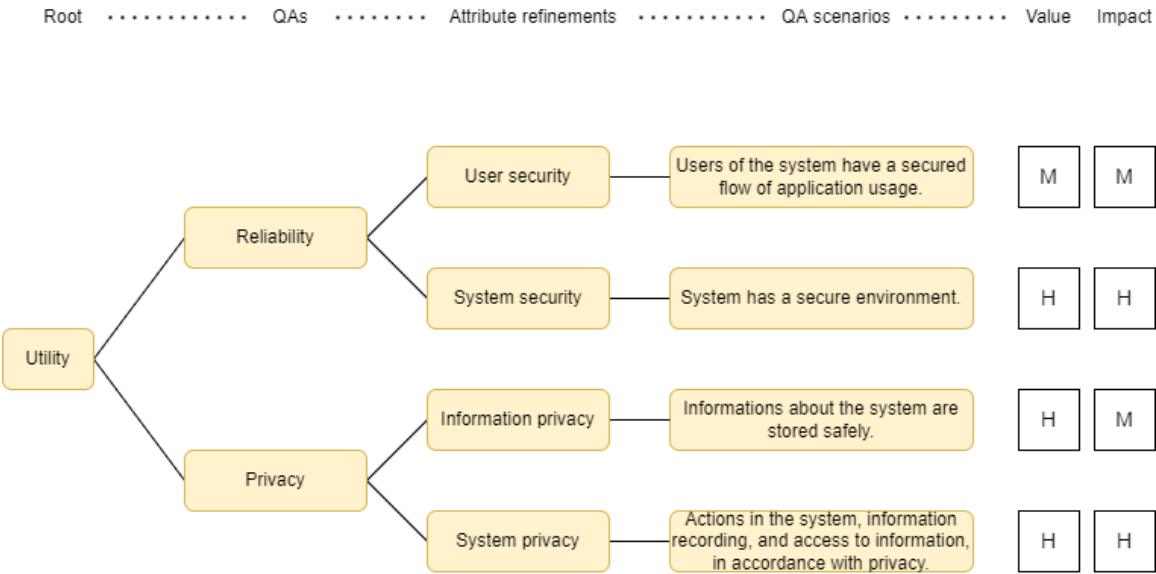 Root ············ QAs ········ Attribute refinements ··········· QA scenarios ········· Value Impact
User security
Users of the system have a secured
flow of application usage.
M
M
Reliability
System security
System has a secure environment.
H
H
Utility
Information privacy
Informations about the system are
stored safely.
H
M
Privacy
System privacy
Actions in the system, information
recording, and access to information,
in accordance with privacy.
H
H